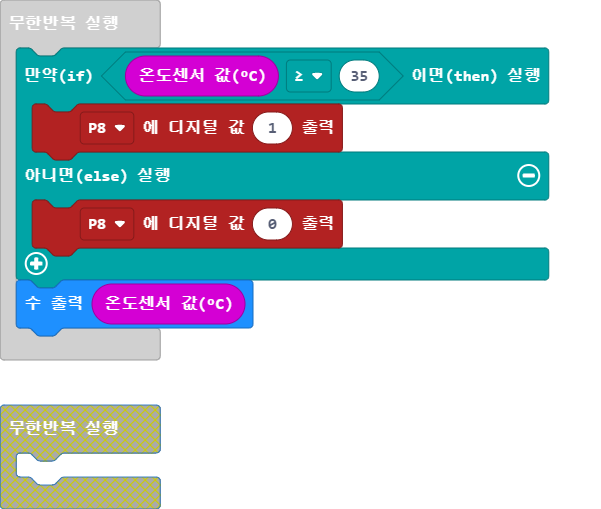 무한반복 실행
만약(if) 온도센서 값(ºC) ≥ 35 이면(then) 실행
P8 에 디지털 값 1 출력
아니면(else) 실행
P8 에 디지털 값 0 출력
수 출력 온도센서 값(ºC)
무한반복 실행